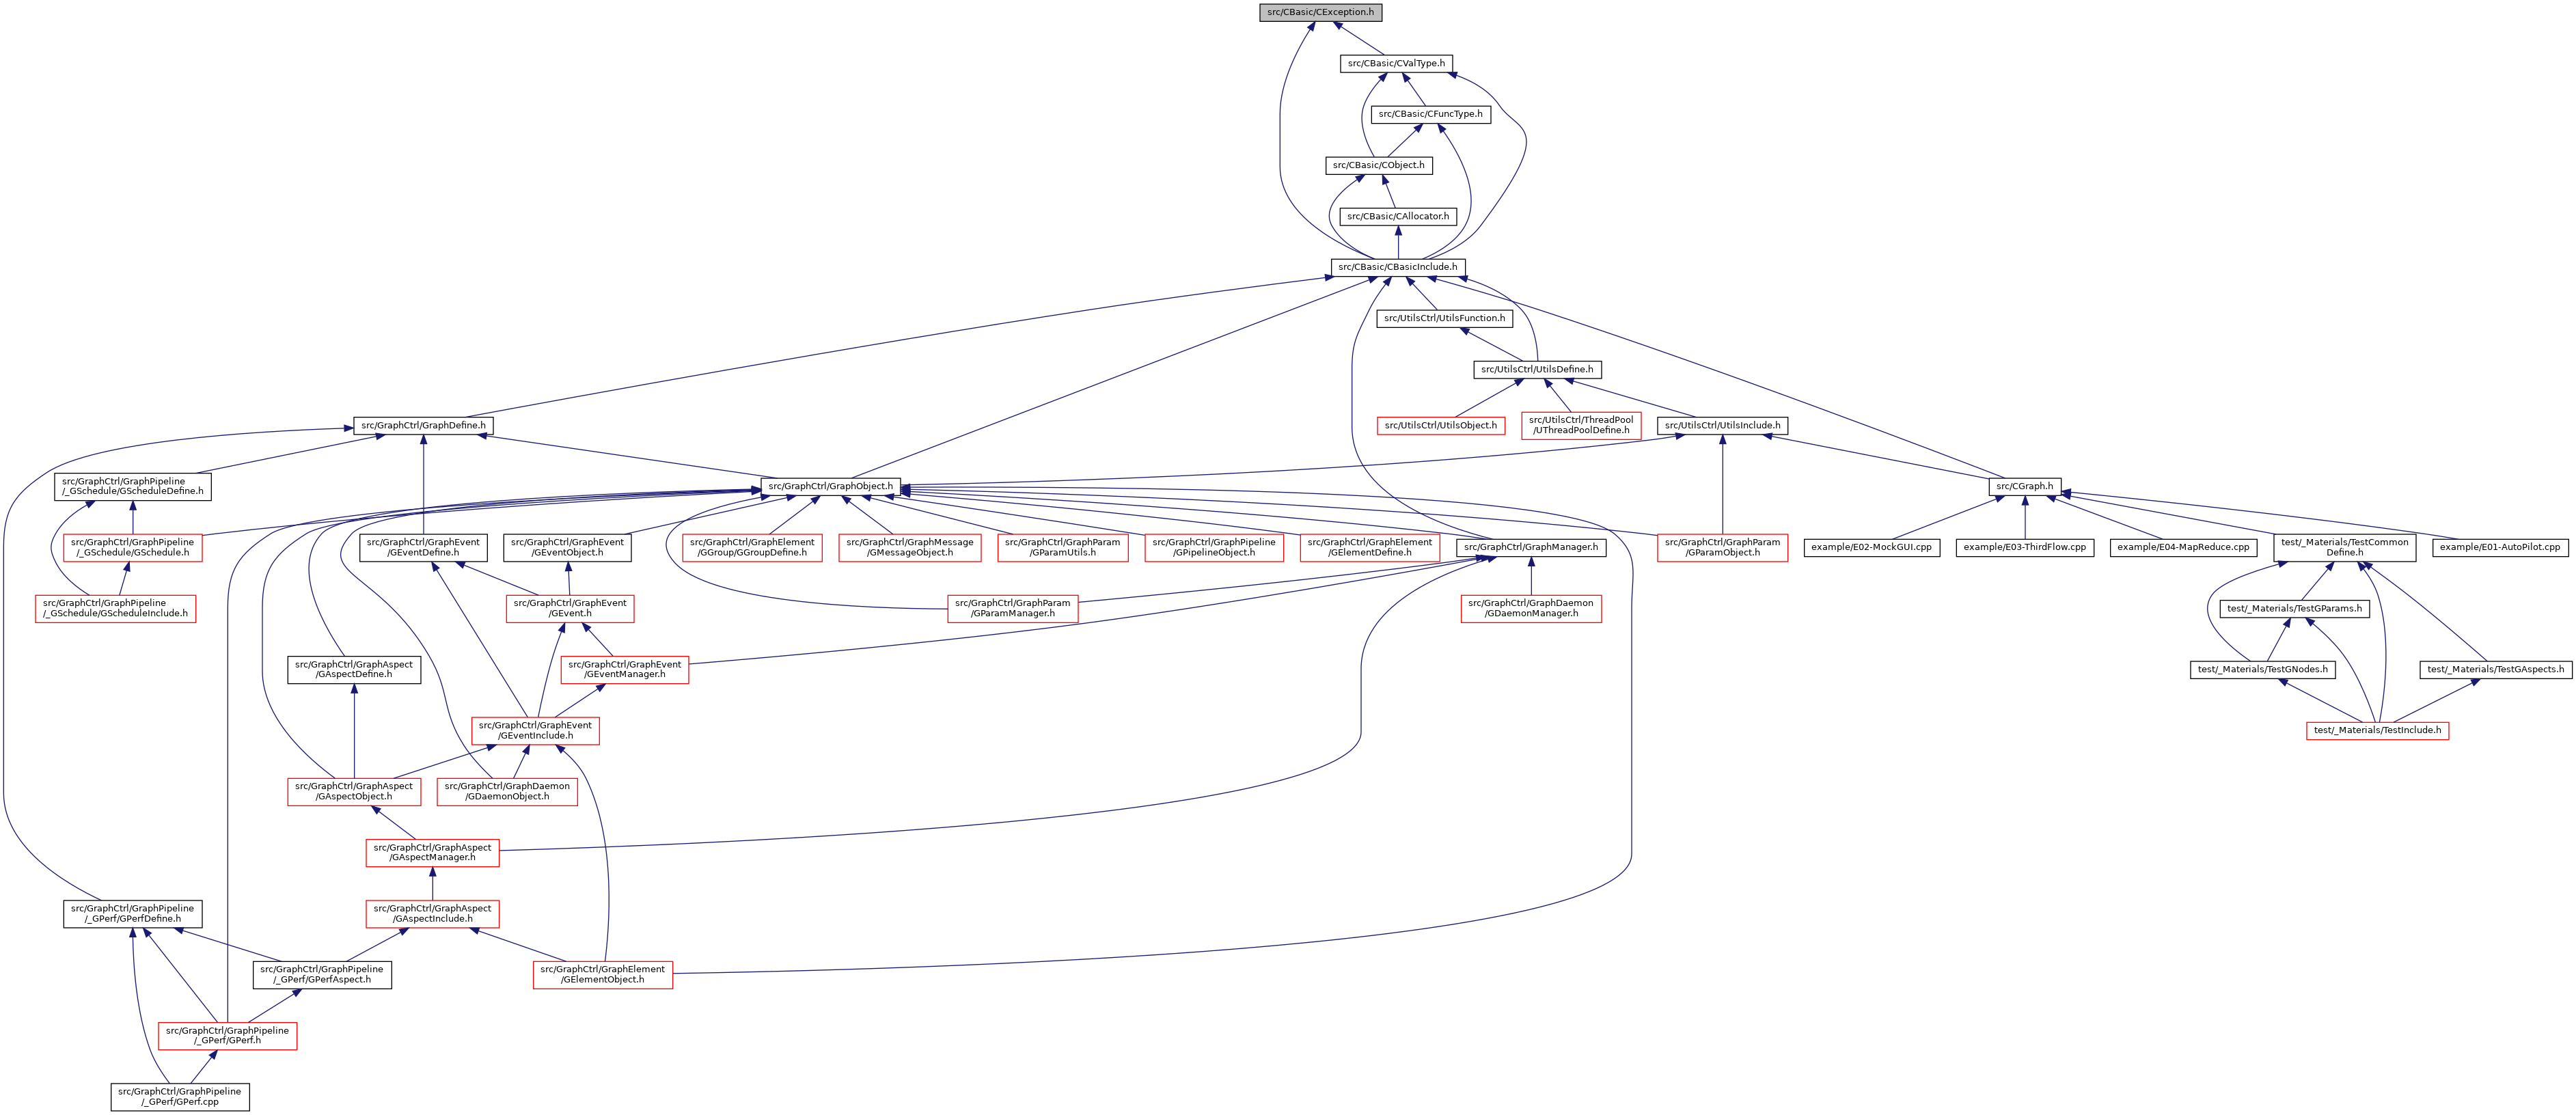 src/CBasic/CException.h
src/CBasic/CValType.h
src/CBasic/CFuncType.h
src/CBasic/CObject.h
src/CBasic/CAllocator.h
src/CBasic/CBasicInclude.h
src/UtilsCtrl/UtilsFunction.h
src/UtilsCtrl/UtilsDefine.h
src/GraphCtrl/GraphDefine.h
src/UtilsCtrl/UtilsObject.h
src/UtilsCtrl/ThreadPool
/UThreadPoolDefine.h
src/UtilsCtrl/UtilsInclude.h
src/GraphCtrl/GraphPipeline
/_GSchedule/GScheduleDefine.h
src/GraphCtrl/GraphObject.h
src/CGraph.h
src/GraphCtrl/GraphPipeline
/_GSchedule/GSchedule.h
src/GraphCtrl/GraphEvent
/GEventDefine.h
src/GraphCtrl/GraphEvent
/GEventObject.h
src/GraphCtrl/GraphElement
/GGroup/GGroupDefine.h
src/GraphCtrl/GraphMessage
/GMessageObject.h
src/GraphCtrl/GraphParam
/GParamUtils.h
src/GraphCtrl/GraphPipeline
/GPipelineObject.h
src/GraphCtrl/GraphElement
/GElementDefine.h
src/GraphCtrl/GraphManager.h
src/GraphCtrl/GraphParam
/GParamObject.h
example/E02-MockGUI.cpp
example/E03-ThirdFlow.cpp
example/E04-MapReduce.cpp
test/_Materials/TestCommon
Define.h
example/E01-AutoPilot.cpp
src/GraphCtrl/GraphPipeline
/_GSchedule/GScheduleInclude.h
src/GraphCtrl/GraphEvent
/GEvent.h
src/GraphCtrl/GraphParam
/GParamManager.h
src/GraphCtrl/GraphDaemon
/GDaemonManager.h
test/_Materials/TestGParams.h
src/GraphCtrl/GraphAspect
/GAspectDefine.h
src/GraphCtrl/GraphEvent
/GEventManager.h
test/_Materials/TestGNodes.h
test/_Materials/TestGAspects.h
src/GraphCtrl/GraphEvent
/GEventInclude.h
test/_Materials/TestInclude.h
src/GraphCtrl/GraphAspect
/GAspectObject.h
src/GraphCtrl/GraphDaemon
/GDaemonObject.h
src/GraphCtrl/GraphAspect
/GAspectManager.h
src/GraphCtrl/GraphPipeline
/_GPerf/GPerfDefine.h
src/GraphCtrl/GraphAspect
/GAspectInclude.h
src/GraphCtrl/GraphPipeline
/_GPerf/GPerfAspect.h
src/GraphCtrl/GraphElement
/GElementObject.h
src/GraphCtrl/GraphPipeline
/_GPerf/GPerf.h
src/GraphCtrl/GraphPipeline
/_GPerf/GPerf.cpp